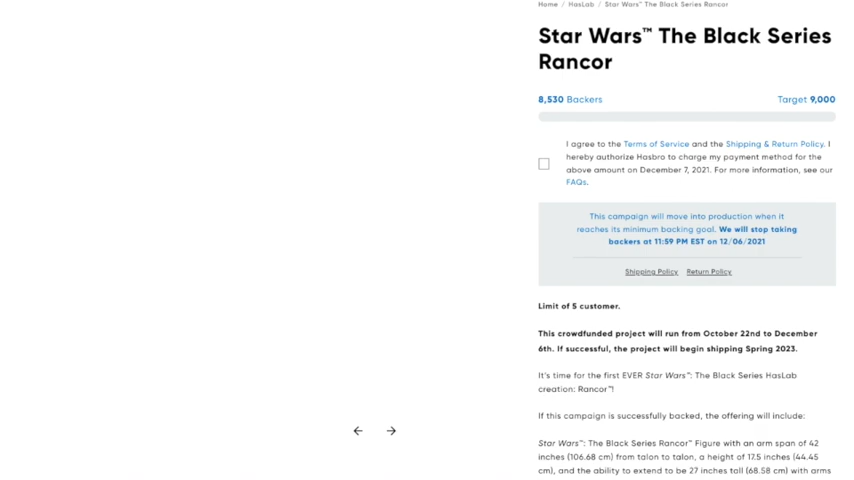 Home / HasLab / Star Wars™ The Black Series Rancor
Star Wars™ The Black Series
Rancor
8,530 Backers Target 9,000
I agree to the Terms of Service and the Shipping & Return Policy. I
hereby authorize Hasbro to charge my payment method for the
above amount on December 7, 2021. For more information, see our
FAQs.
This campaign will move into production when it
reaches its minimum backing goal. We will stop taking
backers at 11:59 PM EST on 12/06/2021
Shipping Policy Return Policy
Limit of 5 customer.
This crowdfunded project will run from October 22nd to December
6th. If successful, the project will begin shipping Spring 2023.
It's time for the first EVER Star Wars™: The Black Series HasLab
creation: Rancor™!
If this campaign is successfully backed, the offering will include:
Star Wars™: The Black Series Rancor™ Figure with an arm span of 42
inches (106.68 cm) from talon to talon, a height of 17.5 inches (44.45
cm), and the ability to extend to be 27 inches tall (68.58 cm) with arms